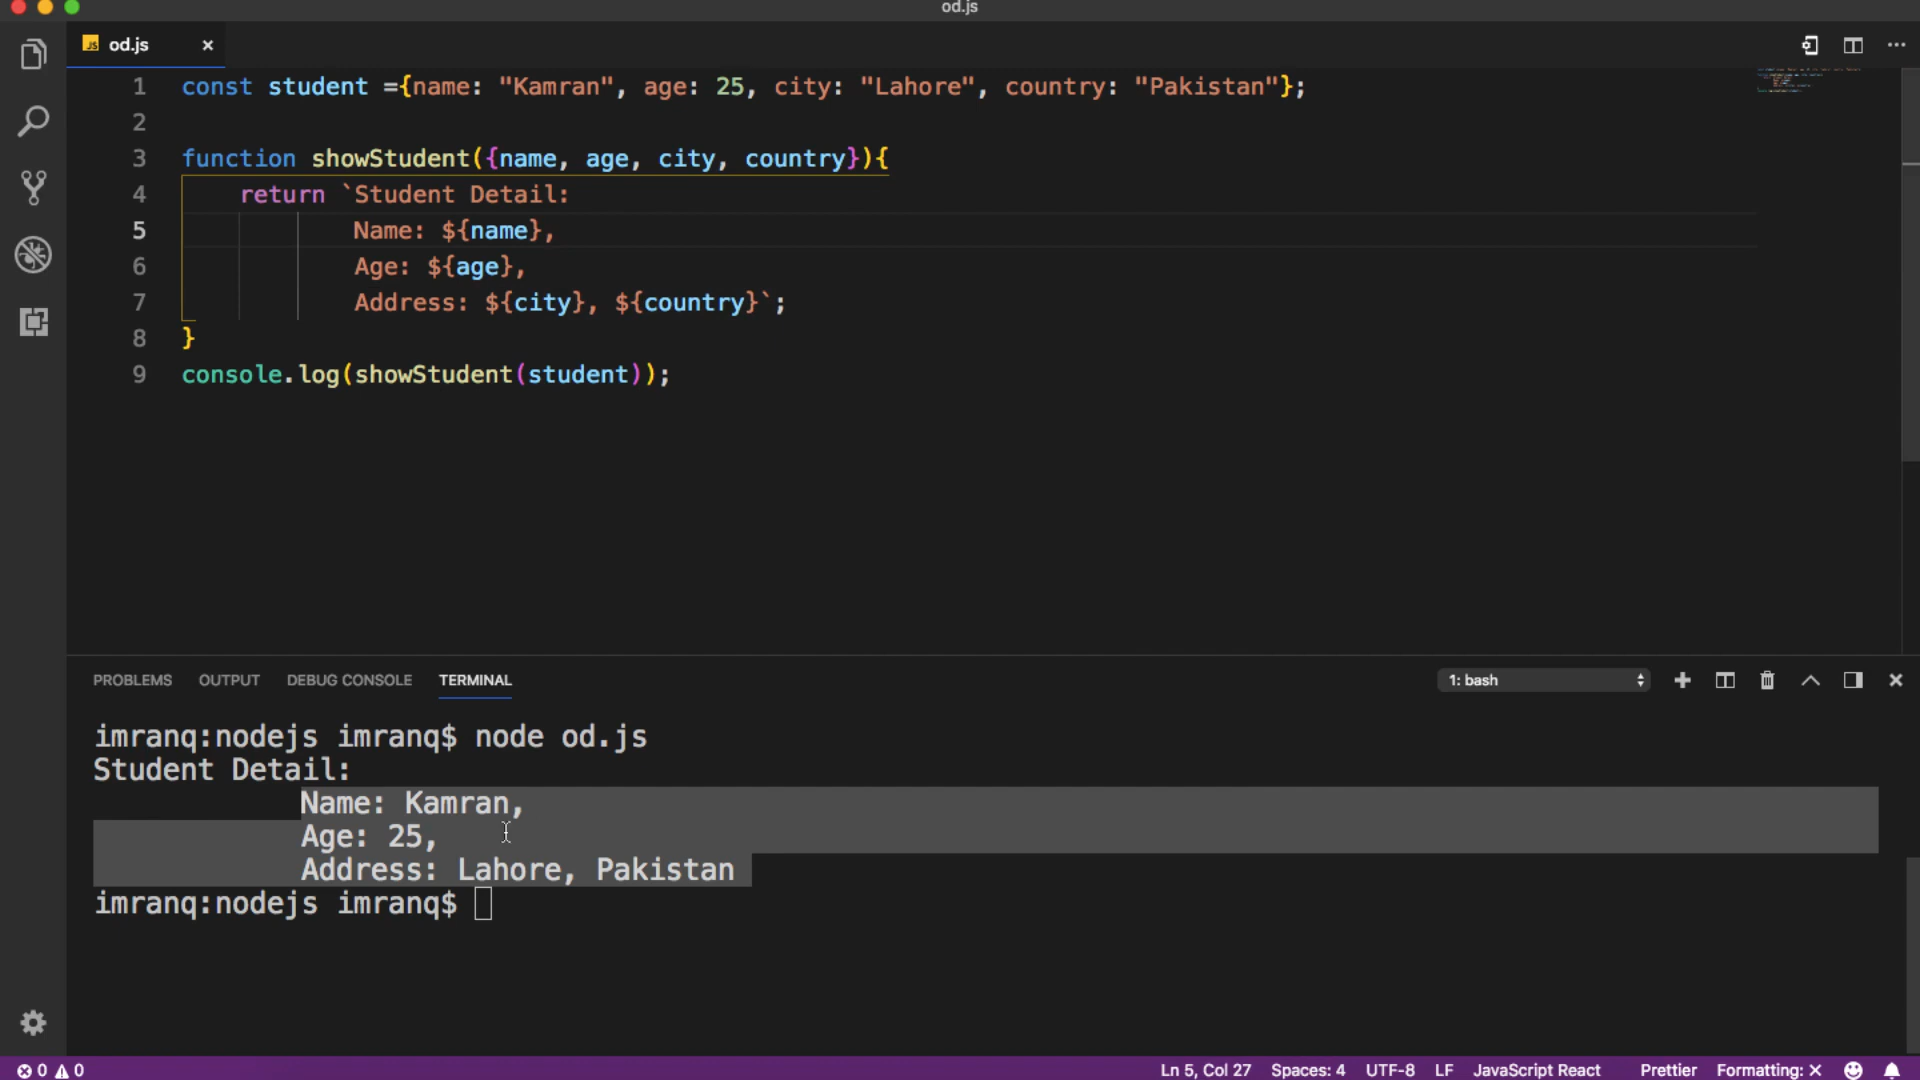 od.js
JS od.js ×
1 const student ={name: "Kamran", age: 25, city: "Lahore", country: "Pakistan"};
2
3 function showStudent({name, age, city, country}){
4 return `Student Detail:
5 Name: ${name},
6 Age: ${age},
7 Address: ${city}, ${country}`;
8 }
9 console.log(showStudent(student));
PROBLEMS OUTPUT DEBUG CONSOLE TERMINAL 1: bash
imranq:nodejs imranq$ node od.js
Student Detail:
Name: Kamran,
Age: 25,
Address: Lahore, Pakistan
imranq:nodejs imranq$
0 0 Ln 5, Col 27 Spaces: 4 UTF-8 LF JavaScript React Prettier Formatting: ×